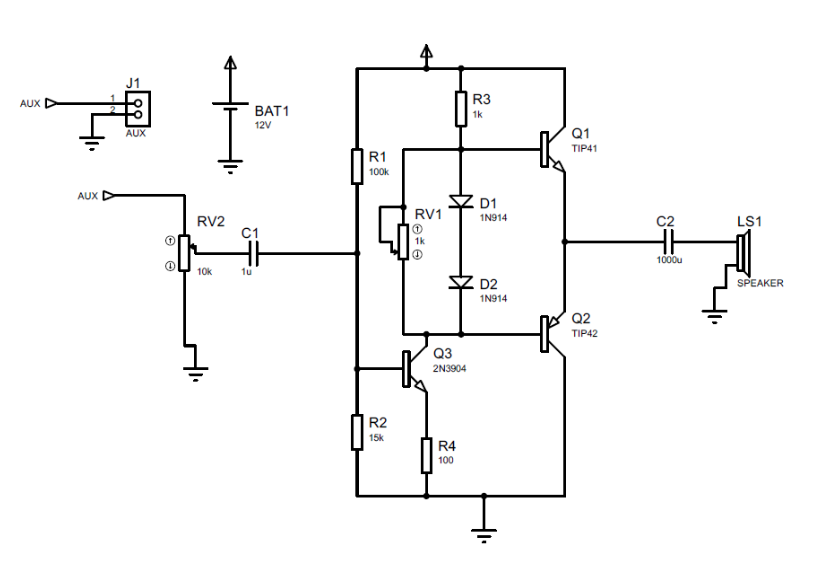 J1
AUX
1
2
AUX
BAT1
12V
R3
1k
Q1
TIP41
R1
100k
AUX
RV2
10k
C1
1u
RV1
1k
D1
1N914
C2
1000u
LS1
SPEAKER
D2
1N914
Q2
TIP42
Q3
2N3904
R2
15k
R4
100